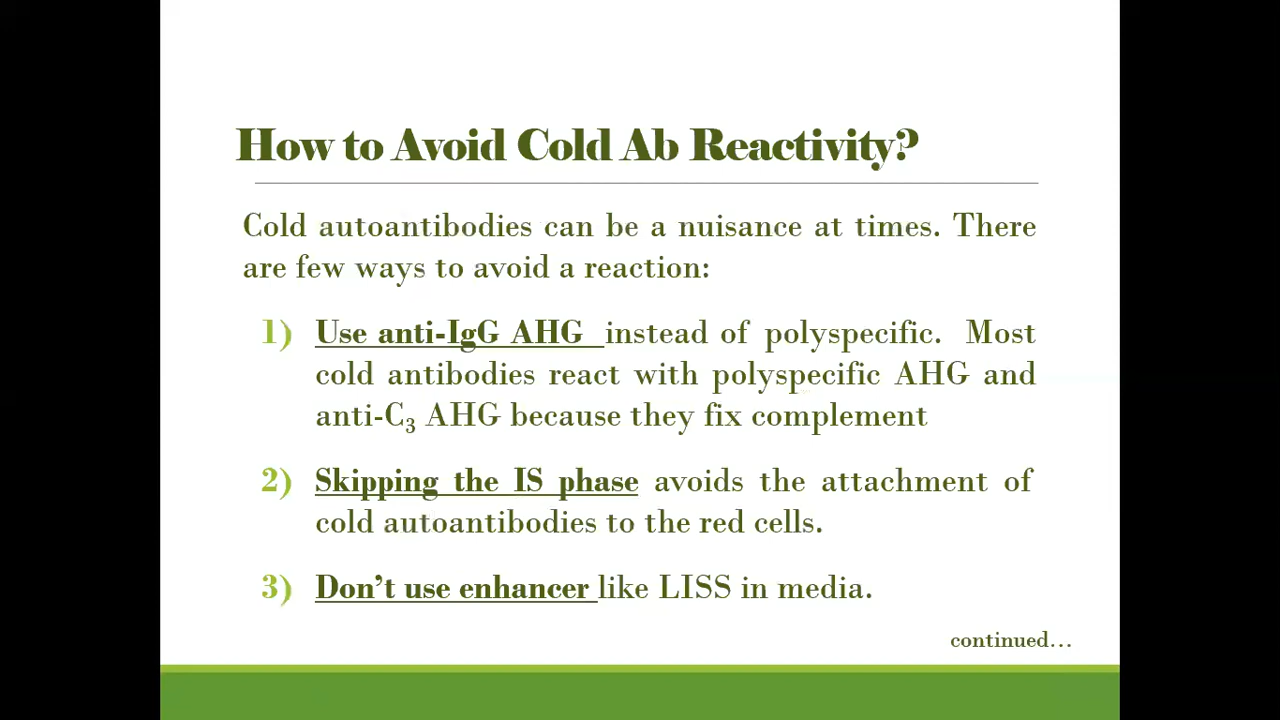 How to Avoid Cold Ab Reactivity?
Cold autoantibodies can be a nuisance at times. There
are few ways to avoid a reaction:
1) Use anti-IgG AHG instead of polyspecific. Most
cold antibodies react with polyspecific AHG and
anti-C₃ AHG because they fix complement
2) Skipping the IS phase avoids the attachment of
cold autoantibodies to the red cells.
3) Don’t use enhancer like LISS in media.
continued...